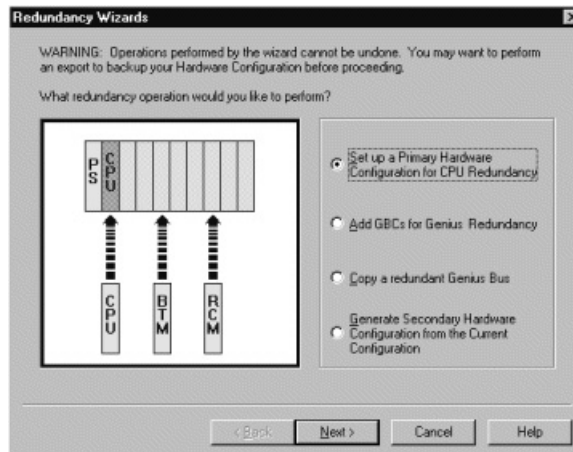 Redundancy Wizards
WARNING: Operations performed by the wizard cannot be undone. You may want to perform
an export to backup your Hardware Configuration before proceeding.
What redundancy operation would you like to perform?
PS
CPU
CPU
BTM
RCM
Set up a Primary Hardware
Configuration for CPU Redundancy
Add GBCs for Genius Redundancy
Copy a redundant Genius Bus
Generate Secondary Hardware
Configuration from the Current
Configuration
< Back
Next >
Cancel
Help